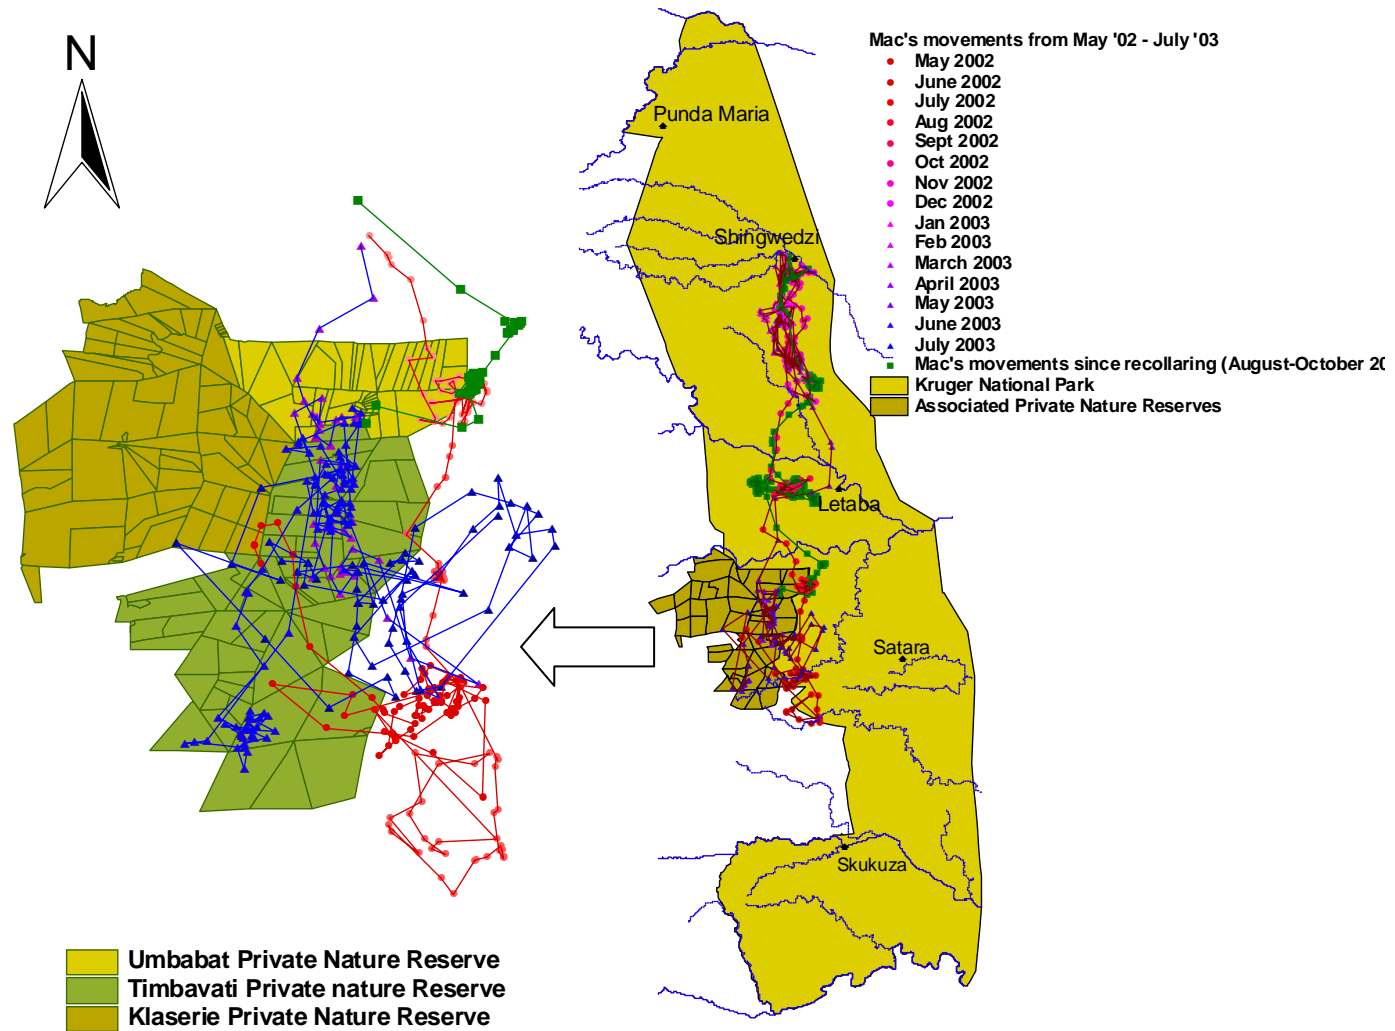 N
Mac's movements from May '02 - July '03
May 2002
June 2002
July 2002
Aug 2002
Sept 2002
Oct 2002
Nov 2002
Dec 2002
Jan 2003
Feb 2003
March 2003
April 2003
May 2003
June 2003
July 2003
Mac's movements since recollaring (August-October 20
Kruger National Park
Associated Private Nature Reserves
Punda Maria
Shingwedzi
Letaba
Satara
Skukuza
Umbabat Private Nature Reserve
Timbavati Private nature Reserve
Klaserie Private Nature Reserve